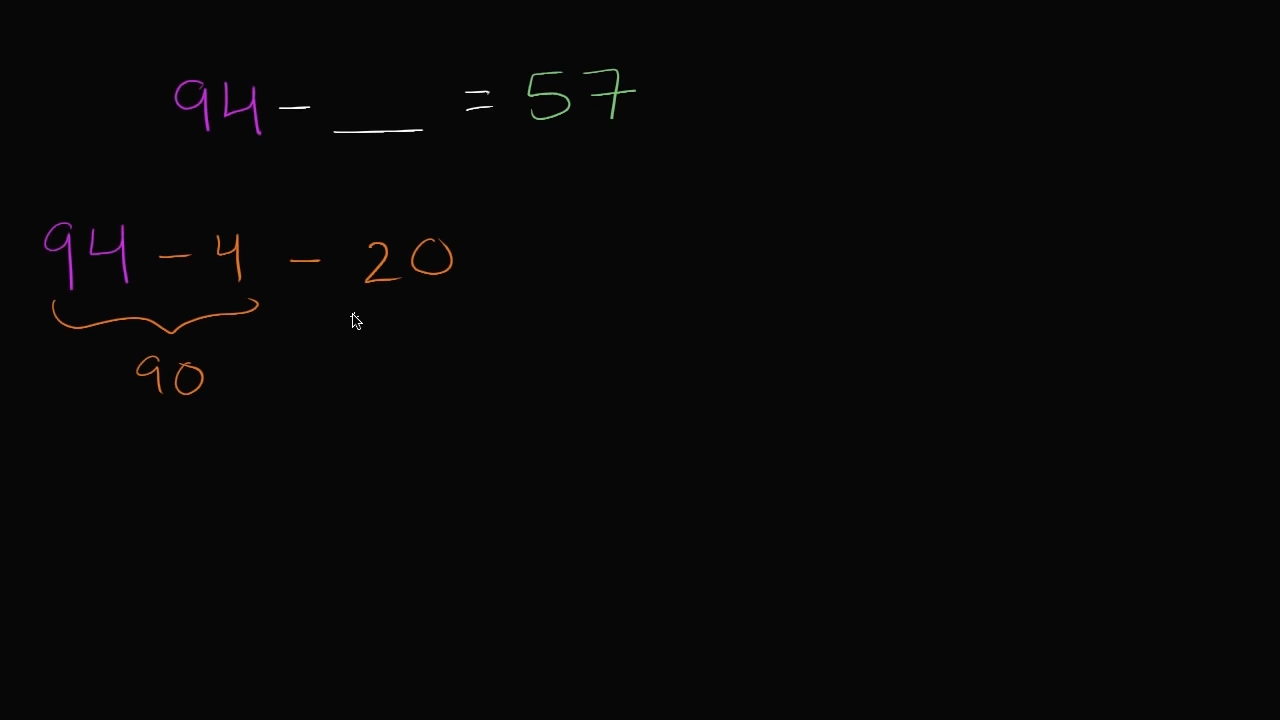 94 - ___ = 57
94 - 4 - 20
90